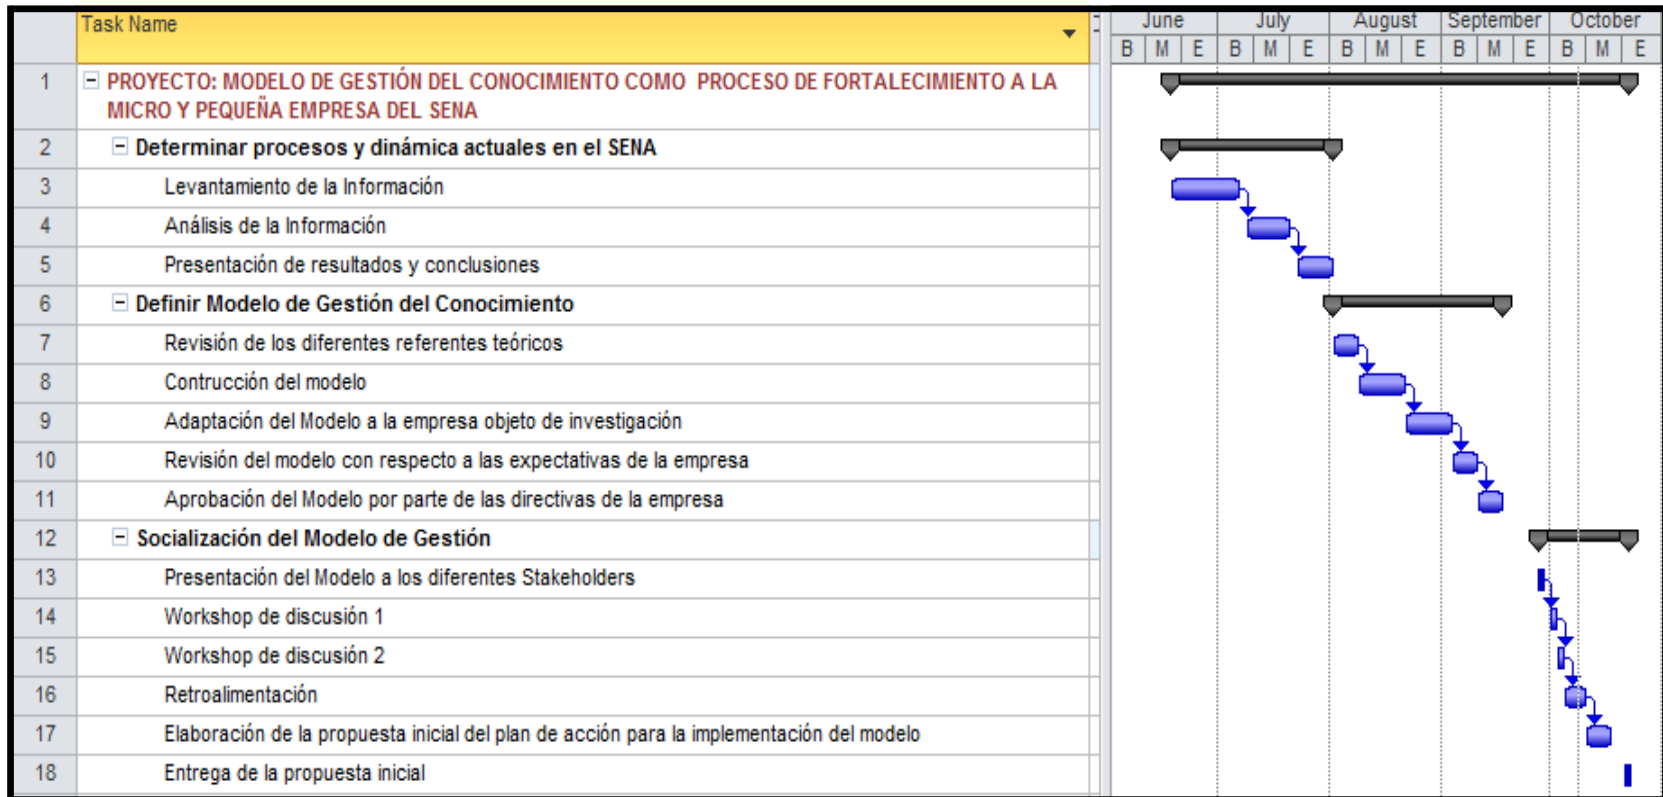 Task Name
June July August September October
B M E B M E B M E B M E B M E
1 PROYECTO: MODELO DE GESTIÓN DEL CONOCIMIENTO COMO PROCESO DE FORTALECIMIENTO A LA
MICRO Y PEQUEÑA EMPRESA DEL SENA
2 Determinar procesos y dinámica actuales en el SENA
3 Levantamiento de la Información
4 Análisis de la Información
5 Presentación de resultados y conclusiones
6 Definir Modelo de Gestión del Conocimiento
7 Revisión de los diferentes referentes teóricos
8 Contrucción del modelo
9 Adaptación del Modelo a la empresa objeto de investigación
10 Revisión del modelo con respecto a las expectativas de la empresa
11 Aprobación del Modelo por parte de las directivas de la empresa
12 Socialización del Modelo de Gestión
13 Presentación del Modelo a los diferentes Stakeholders
14 Workshop de discusión 1
15 Workshop de discusión 2
16 Retroalimentación
17 Elaboración de la propuesta inicial del plan de acción para la implementación del modelo
18 Entrega de la propuesta inicial